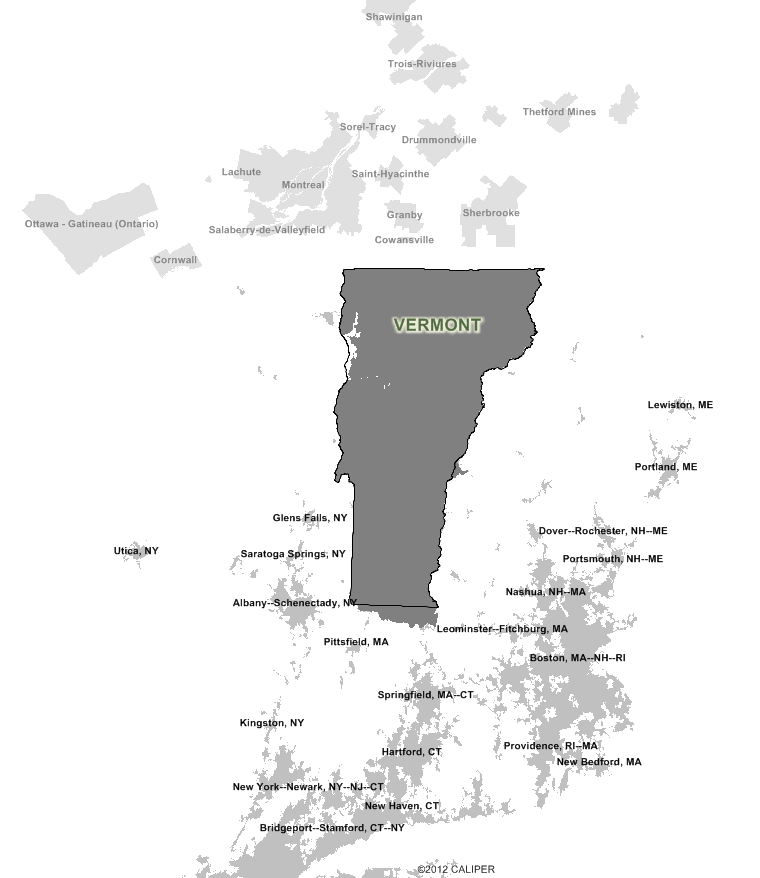 Shawinigan
Trois-Riviures
Thetford Mines
Sorel-Tracy
Drummondville
Lachute
Saint-Hyacinthe
Montreal
Granby
Sherbrooke
Ottawa - Gatineau (Ontario)
Salaberry-de-Valleyfield
Cowansville
Cornwall
VERMONT
Lewiston, ME
Portland, ME
Glens Falls, NY
Dover--Rochester, NH--ME
Utica, NY
Saratoga Springs, NY
Portsmouth, NH--ME
Nashua, NH--MA
Albany--Schenectady, NY
Leominster--Fitchburg, MA
Pittsfield, MA
Boston, MA--NH--RI
Springfield, MA--CT
Kingston, NY
Providence, RI--MA
Hartford, CT
New Bedford, MA
New York--Newark, NY--NJ--CT
New Haven, CT
Bridgeport--Stamford, CT--NY
©2012 CALIPER